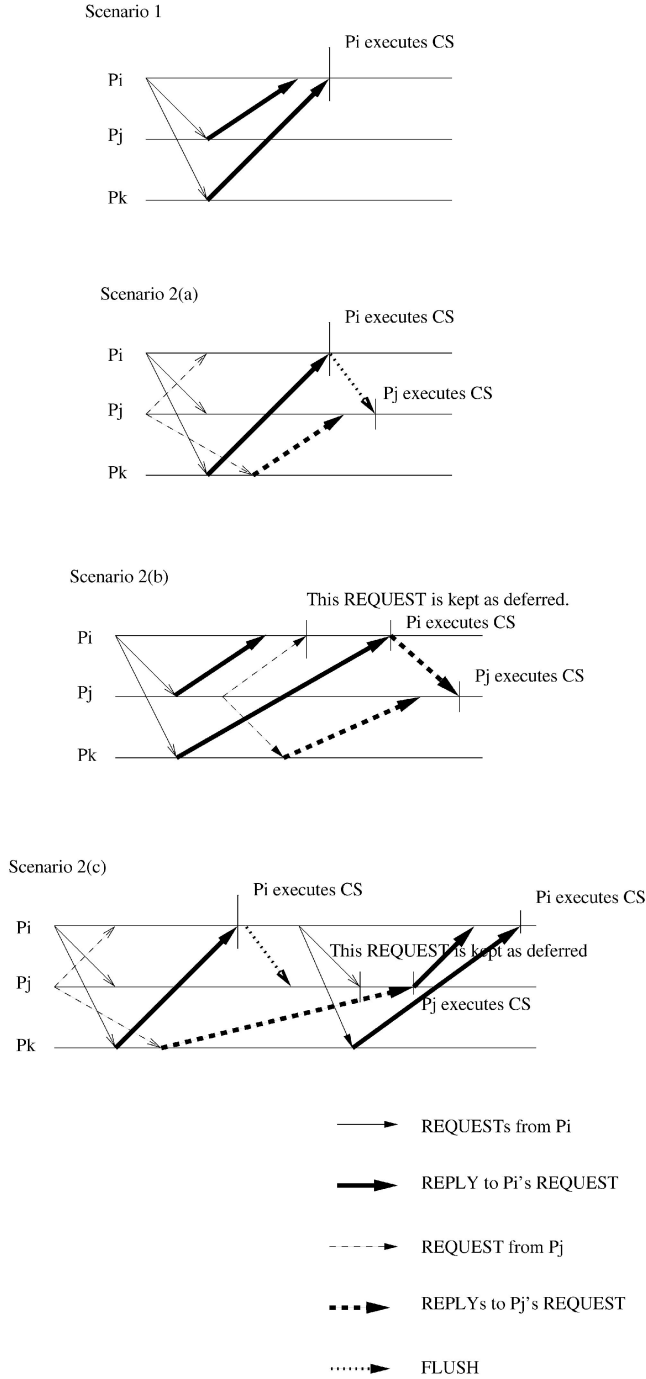 Scenario 1
Pi executes CS
Pi
Pj
Pk
Scenario 2(a)
Pi executes CS
Pi
Pj executes CS
Pj
Pk
Scenario 2(b)
This REQUEST is kept as deferred.
Pi executes CS
Pi
Pj executes CS
Pj
Pk
Scenario 2(c)
Pi executes CS
Pi executes CS
Pi
This REQUEST is kept as deferred
Pj
Pj executes CS
Pk
REQUESTs from Pi
REPLY to Pi's REQUEST
REQUEST from Pj
REPLYs to Pj's REQUEST
FLUSH